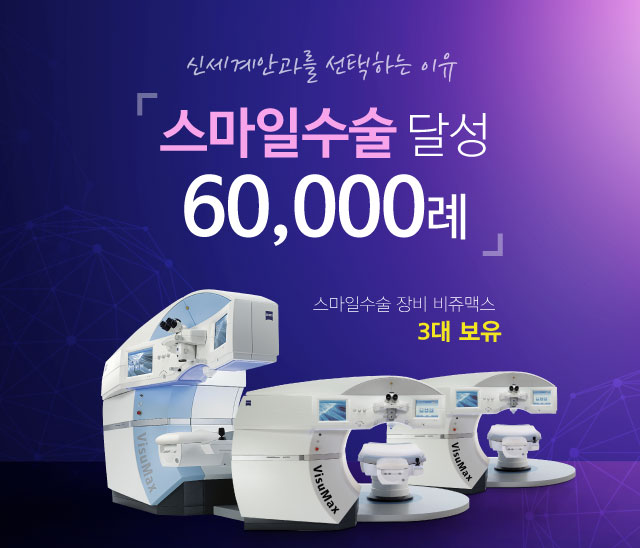 신세계안과를 선택하는 이유
「스마일수술 달성
60,000례」
스마일수술 장비 비쥬맥스
3대 보유
ZEISS
VisuMax
VisuMax
VisuMax